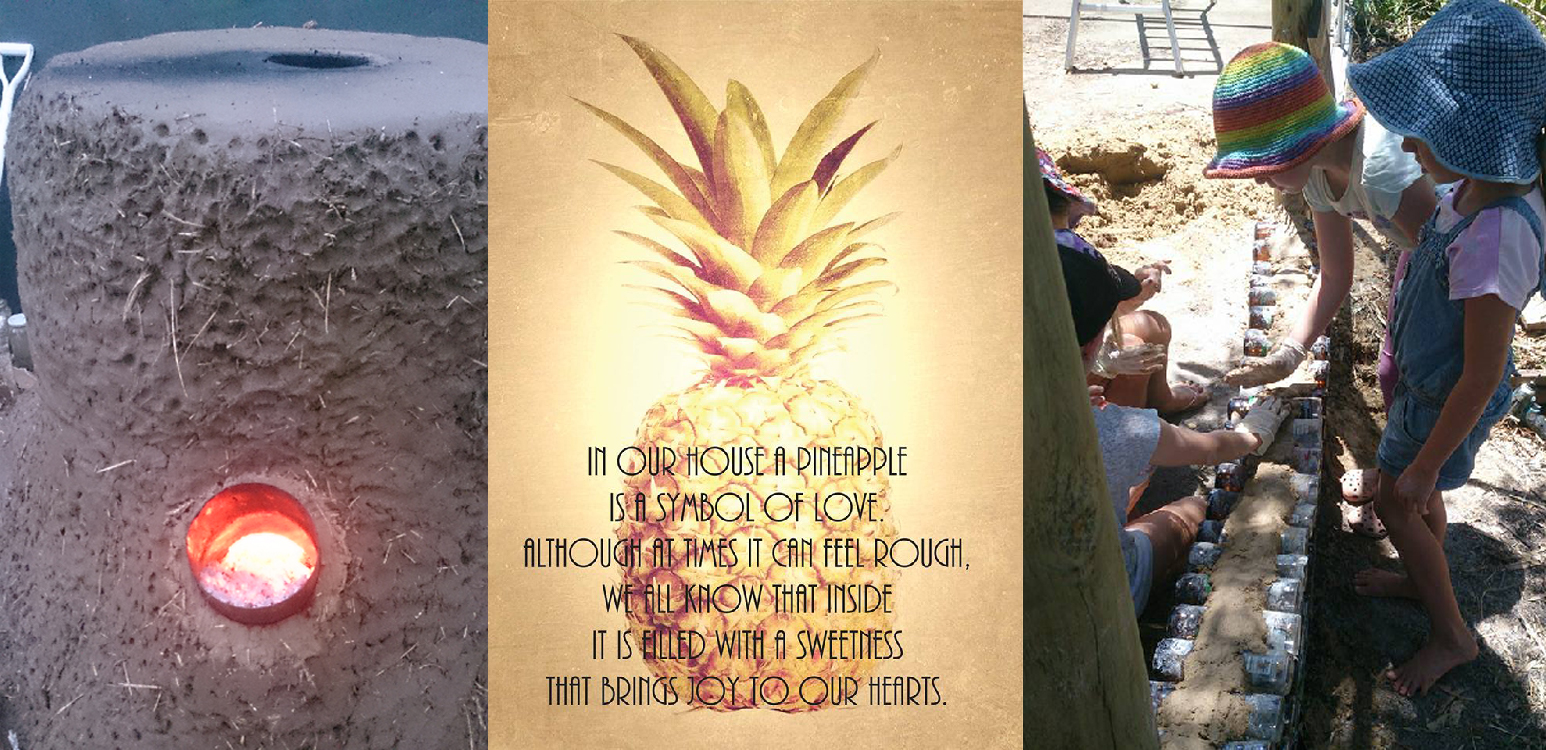 IN OUR HOUSE A PINEAPPLE
IS A SYMBOL OF LOVE.
ALTHOUGH AT TIMES IT CAN FEEL ROUGH,
WE ALL KNOW THAT INSIDE
IT IS FILLED WITH A SWEETNESS
THAT BRINGS JOY TO OUR HEARTS.